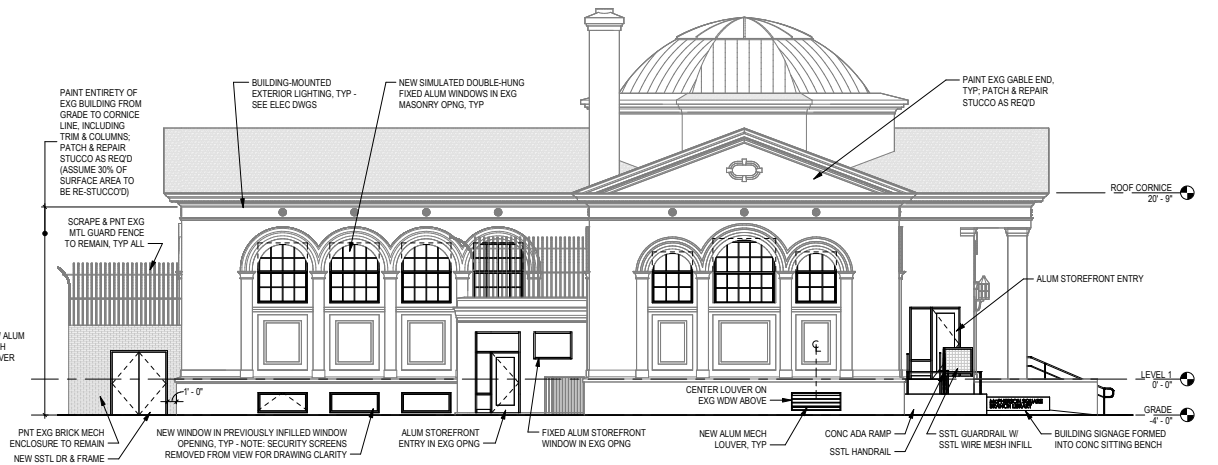 PAINT ENTIRETY OF
EXG BUILDING FROM
GRADE TO CORNICE
LINE, INCLUDING
TRIM & COLUMNS;
PATCH & REPAIR
STUCCO AS REQ'D
(ASSUME 30% OF
SURFACE AREA TO
BE RE-STUCCO'D)
BUILDING-MOUNTED
EXTERIOR LIGHTING, TYP -
SEE ELEC DWGS
NEW SIMULATED DOUBLE-HUNG
FIXED ALUM WINDOWS IN EXG
MASONRY OPNG, TYP
PAINT EXG GABLE END,
TYP; PATCH & REPAIR
STUCCO AS REQ'D
ROOF CORNICE
20' - 9"
SCRAPE & PNT EXG
MTL GUARD FENCE
TO REMAIN, TYP ALL
ALUM STOREFRONT ENTRY
ALUM
1' - 0"
℄
CENTER LOUVER ON
EXG WDW ABOVE
LEVEL 1
0' - 0"
GRADE
-4' - 0"
PNT EXG BRICK MECH
ENCLOSURE TO REMAIN
NEW SSTL DR & FRAME
NEW WINDOW IN PREVIOUSLY INFILLED WINDOW
OPENING, TYP - NOTE: SECURITY SCREENS
REMOVED FROM VIEW FOR DRAWING CLARITY
ALUM STOREFRONT
ENTRY IN EXG OPNG
FIXED ALUM STOREFRONT
WINDOW IN EXG OPNG
NEW ALUM MECH
LOUVER, TYP
CONC ADA RAMP
SSTL HANDRAIL
SSTL GUARDRAIL W/
SSTL WIRE MESH INFILL
BUILDING SIGNAGE FORMED
INTO CONC SITTING BENCH